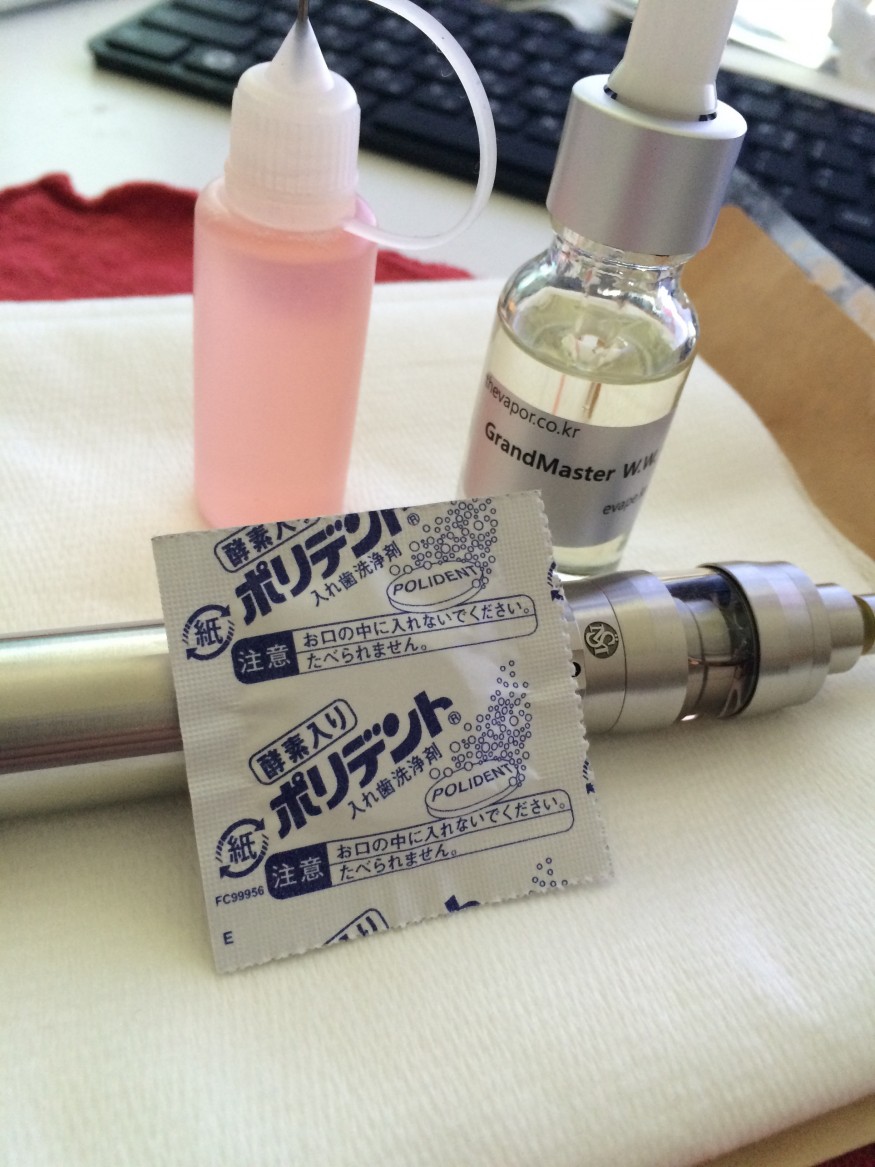 thevapor.co.kr
GrandMaster W.W.
evape
酵素入り
ポリデント®
入れ歯洗浄剤
POLIDENT
紙
注意
お口の中に入れないでください。
たべられません。
酵素入り
ポリデント®
入れ歯洗浄剤
POLIDENT
紙
注意
お口の中に入れないでください。
たべられません。
FC99956
E